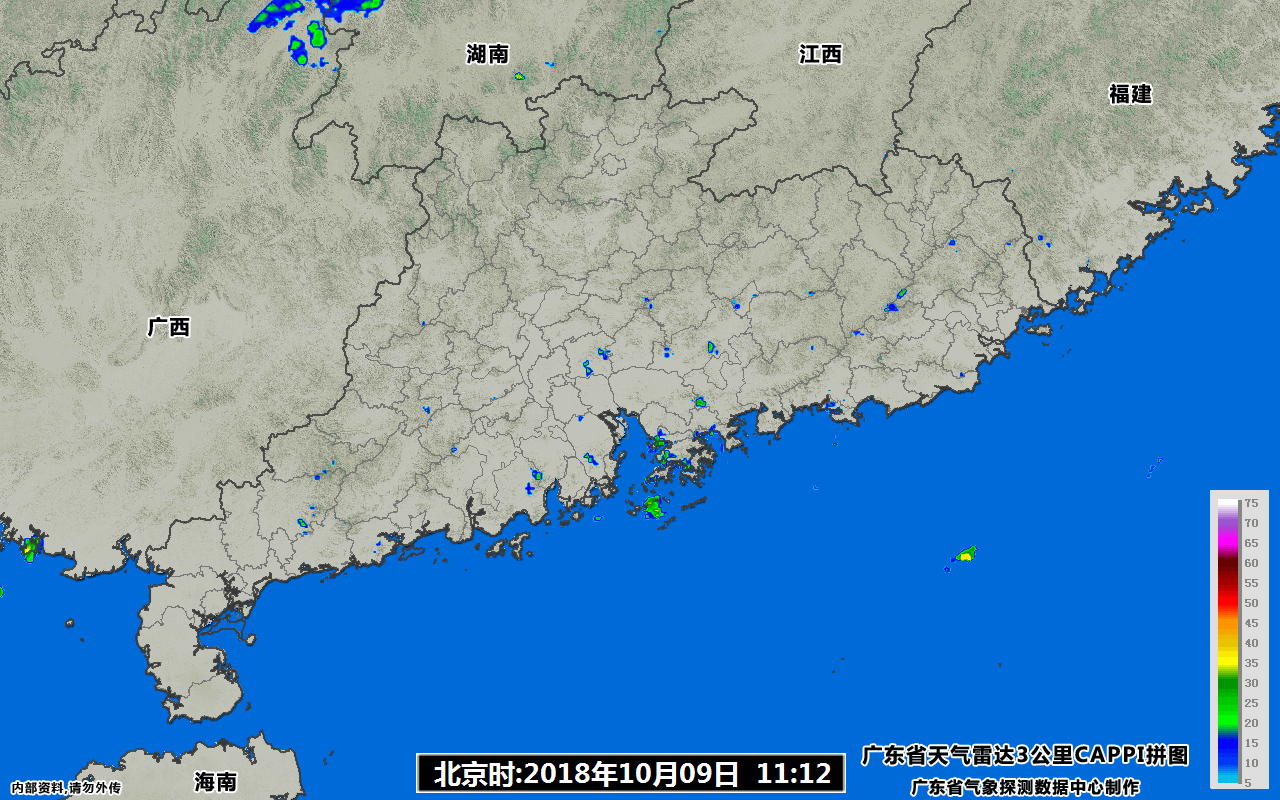 湖南
江西
福建
广西
75
70
65
60
55
50
45
40
35
30
25
20
15
10
5
广东省天气雷达3公里CAPPI拼图
北京时:2018年10月09日 11:12
海南
内部资料,请勿外传
广东省气象探测数据中心制作